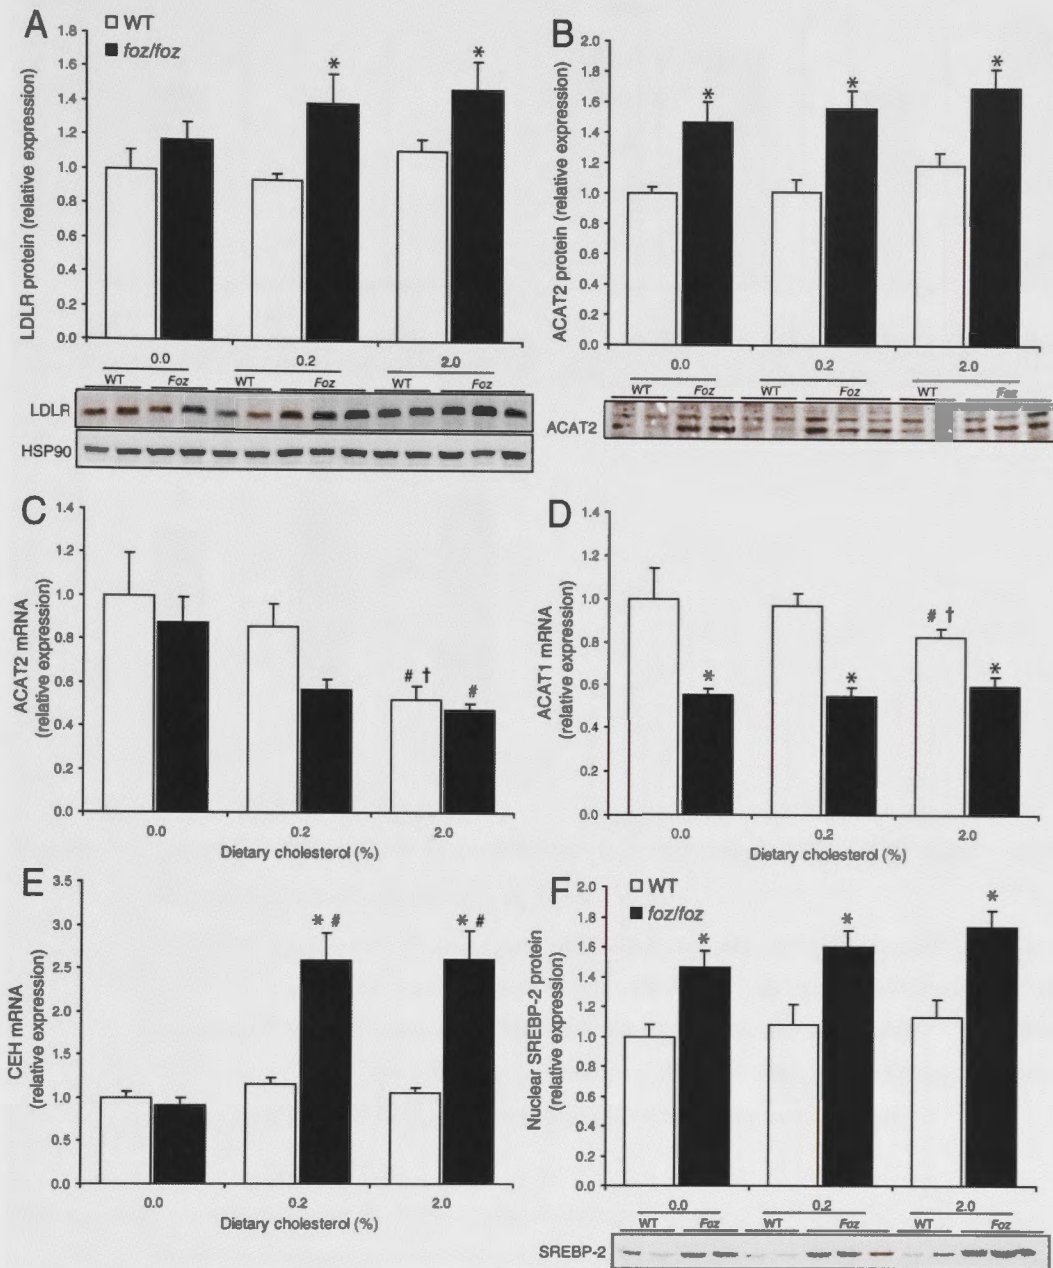 A
WT
foz/foz
LDLR protein (relative expression)
1.8
1.6
1.4
1.2
1.0
0.8
0.6
0.4
0.2
0.0
*
*
0.0 0.2 2.0
WT Foz WT Foz WT Foz
LDLR
HSP90
B
ACAT2 protein (relative expression)
2.0
1.8
1.6
1.4
1.2
1.0
0.8
0.6
0.4
0.2
0.0
* * *
0.0 0.2 2.0
WT Foz WT Foz WT Foz
ACAT2
C
ACAT2 mRNA
(relative expression)
1.4
1.2
1.0
0.8
0.6
0.4
0.2
0.0
# † #
0.0 0.2 2.0
Dietary cholesterol (%)
D
ACAT1 mRNA
(relative expression)
1.4
1.2
1.0
0.8
0.6
0.4
0.2
0.0
# †
* * *
0.0 0.2 2.0
Dietary cholesterol (%)
E
CEH mRNA
(relative expression)
3.5
3.0
2.5
2.0
1.5
1.0
0.5
0.0
* # * #
0.0 0.2 2.0
Dietary cholesterol (%)
F
WT
foz/foz
Nuclear SREBP-2 protein
(relative expression)
2.0
1.8
1.6
1.4
1.2
1.0
0.8
0.6
0.4
0.2
0.0
* * *
0.0 0.2 2.0
WT Foz WT Foz WT Foz
SREBP-2